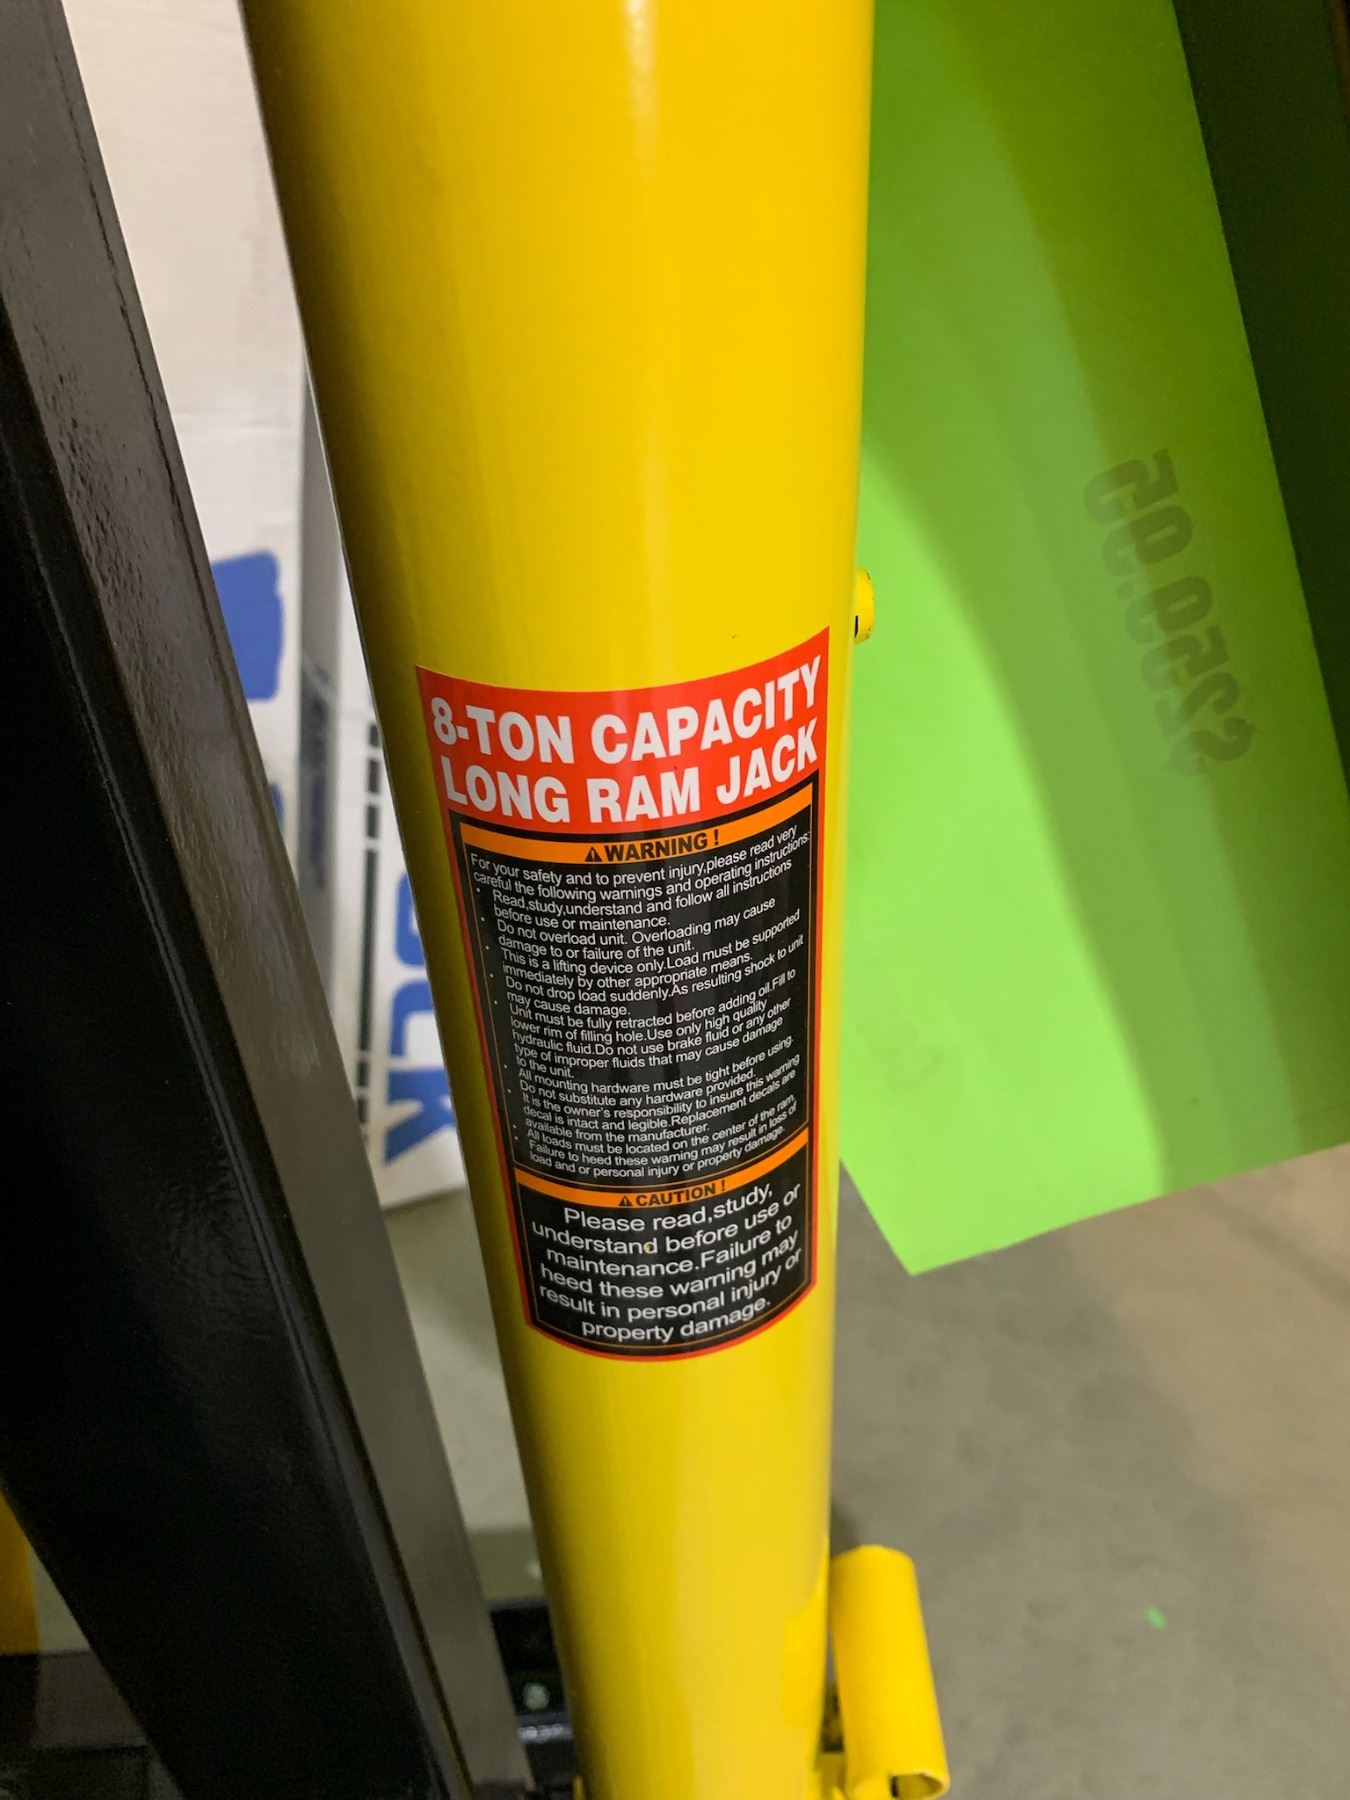 8-TON CAPACITY
LONG RAM JACK
WARNING !
For your safety and to prevent injury,please read very
careful the following warnings and operating instructions:
• Read,study,understand and follow all instructions
before use or maintenance.
• Do not overload unit. Overloading may cause
damage to or failure of the unit.
• This is a lifting device only.Load must be supported
immediately by other appropriate means.
• Do not drop load suddenly.As resulting shock to unit
may cause damage.
• Unit must be fully retracted before adding oil.Fill to
lower rim of filling hole.Use only high quality
hydraulic fluid.Do not use brake fluid or any other
type of improper fluids that may cause damage
to the unit.
• All mounting hardware must be tight before using.
Do not substitute any hardware provided.
• It is the owner's responsibility to insure this warning
decal is intact and legible.Replacement decals are
available from the manufacturer.
• All loads must be located on the center of the ram.
• Failure to heed these warning may result in loss of
load and or personal injury or property damage.
CAUTION !
Please read,study,
understand before use or
maintenance.Failure to
heed these warning may
result in personal injury or
property damage.
$259.95